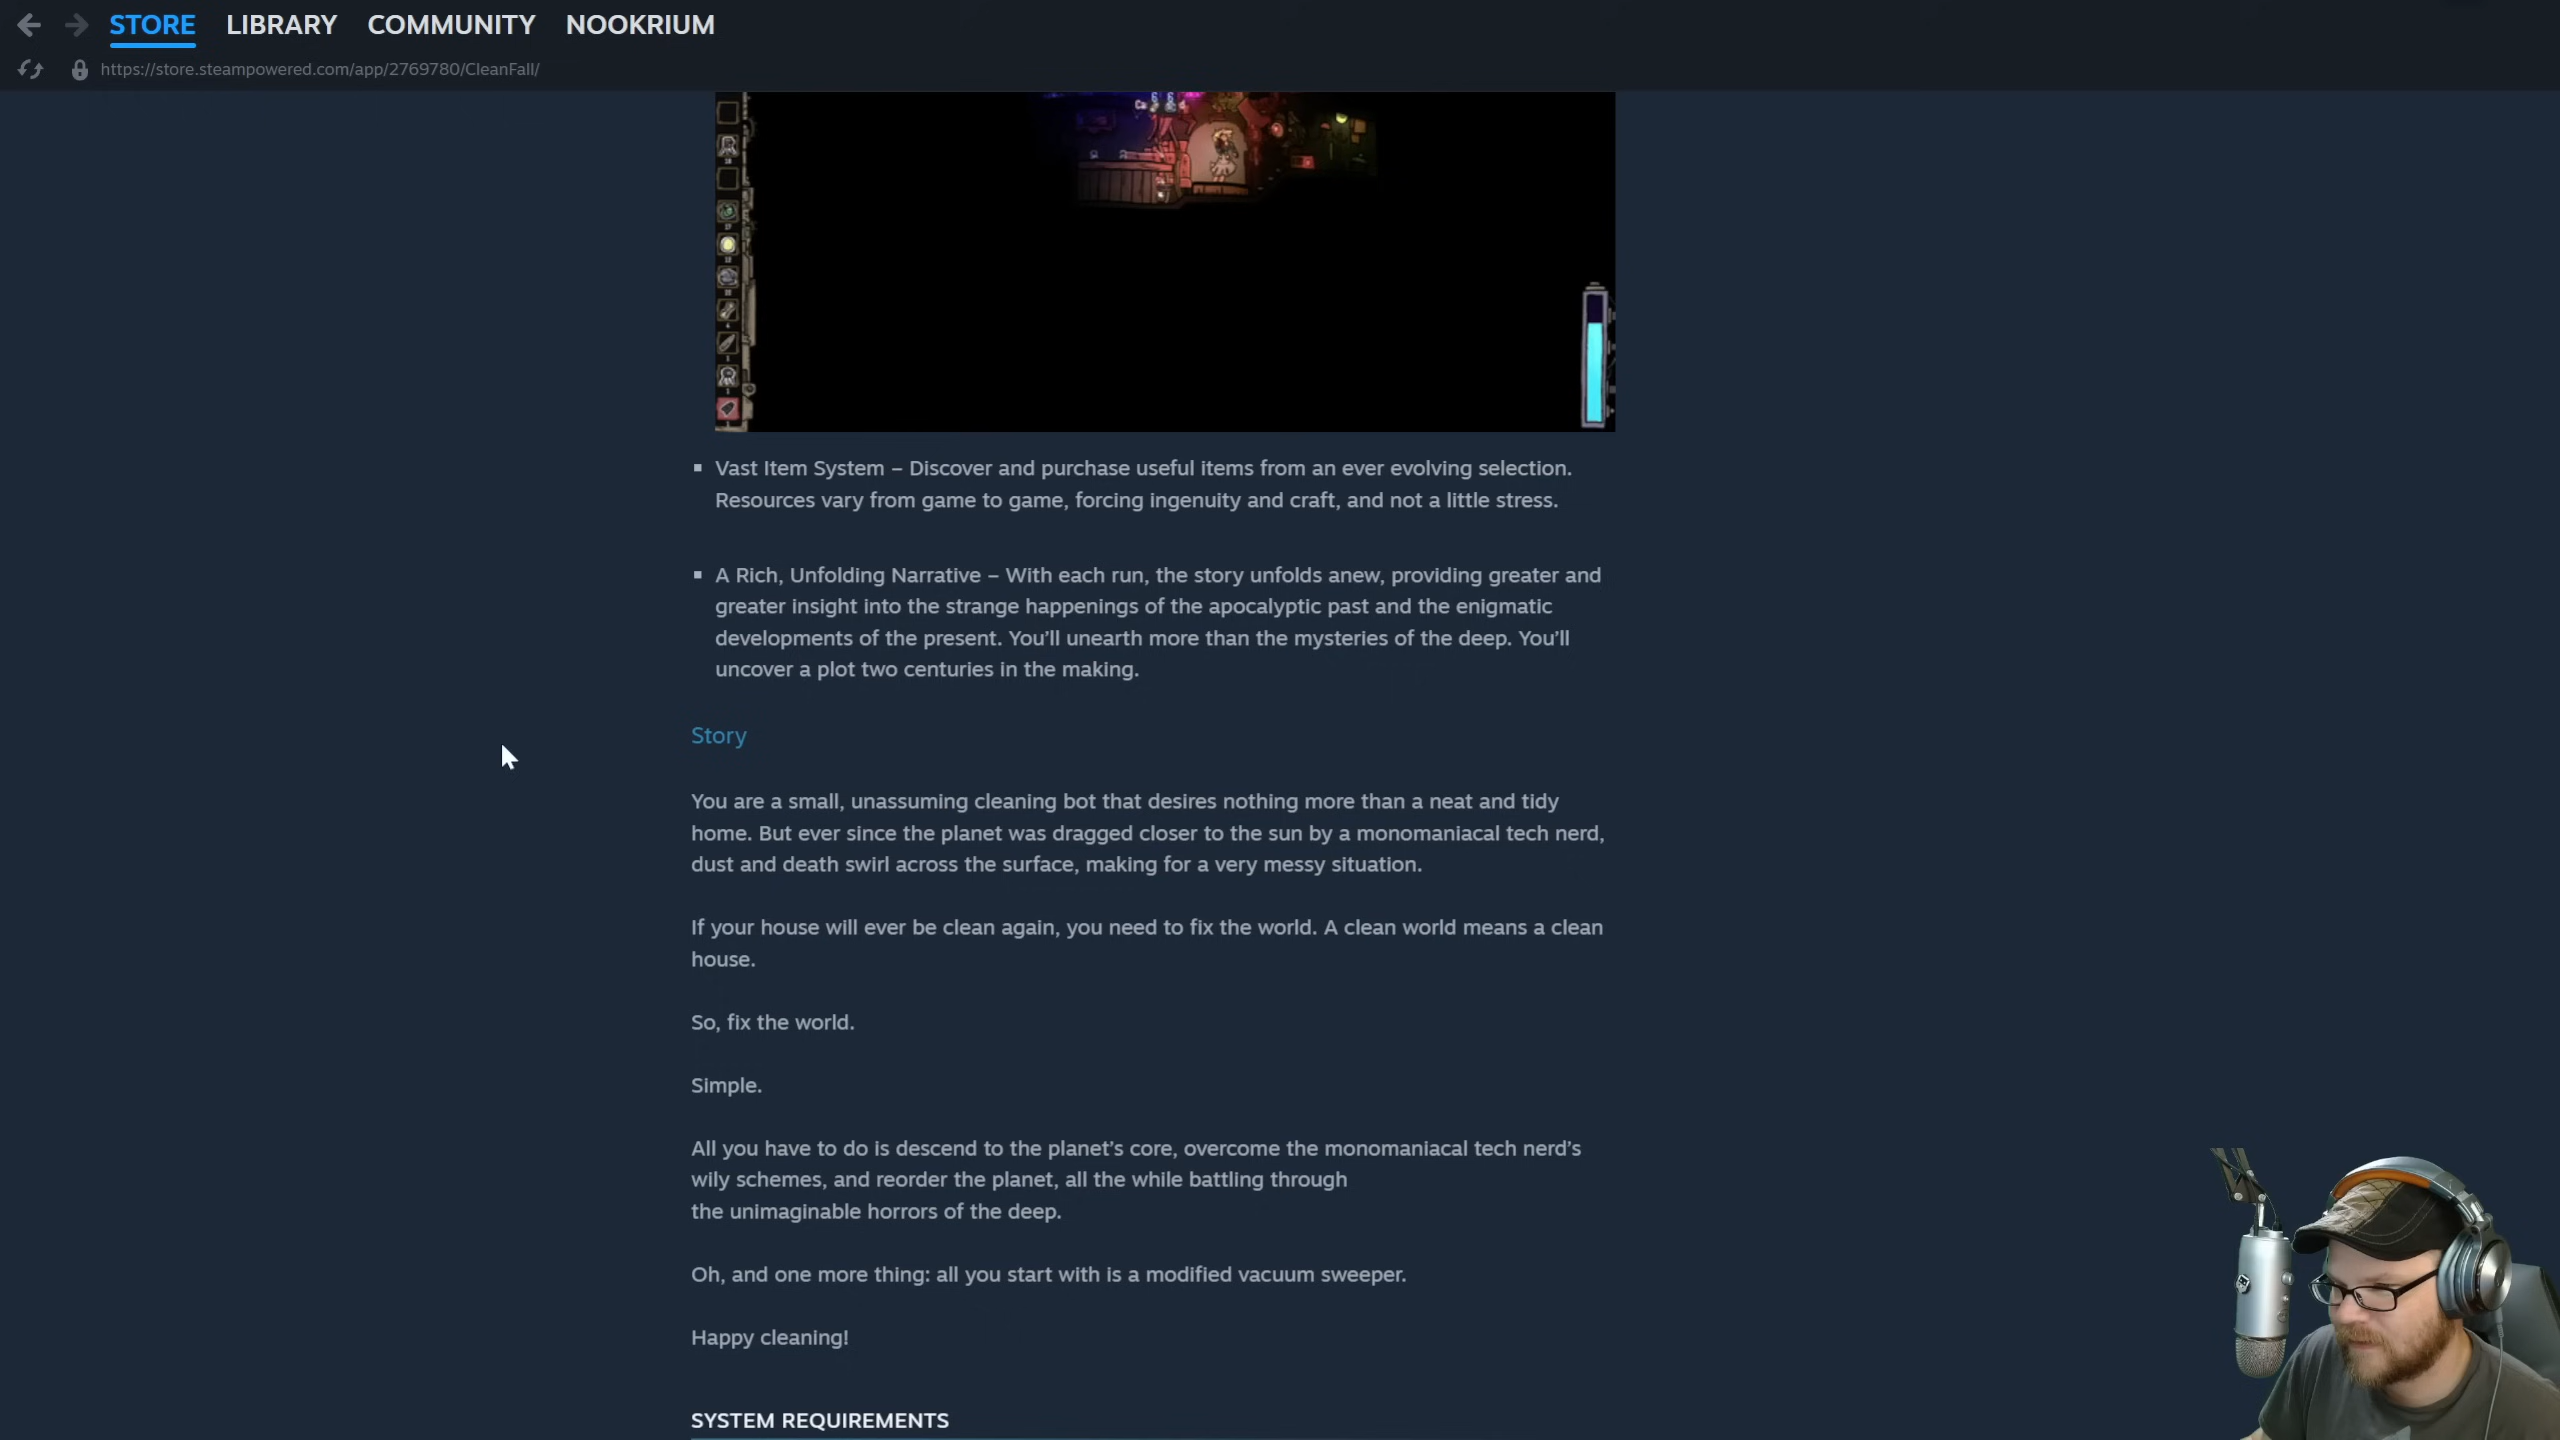 STORE LIBRARY COMMUNITY NOOKRIUM
https://store.steampowered.com/app/2769780/CleanFall/
Vast Item System – Discover and purchase useful items from an ever evolving selection.
Resources vary from game to game, forcing ingenuity and craft, and not a little stress.
A Rich, Unfolding Narrative – With each run, the story unfolds anew, providing greater and
greater insight into the strange happenings of the apocalyptic past and the enigmatic
developments of the present. You’ll unearth more than the mysteries of the deep. You’ll
uncover a plot two centuries in the making.
Story
You are a small, unassuming cleaning bot that desires nothing more than a neat and tidy
home. But ever since the planet was dragged closer to the sun by a monomaniacal tech nerd,
dust and death swirl across the surface, making for a very messy situation.
If your house will ever be clean again, you need to fix the world. A clean world means a clean
house.
So, fix the world.
Simple.
All you have to do is descend to the planet’s core, overcome the monomaniacal tech nerd’s
wily schemes, and reorder the planet, all the while battling through
the unimaginable horrors of the deep.
Oh, and one more thing: all you start with is a modified vacuum sweeper.
Happy cleaning!
SYSTEM REQUIREMENTS